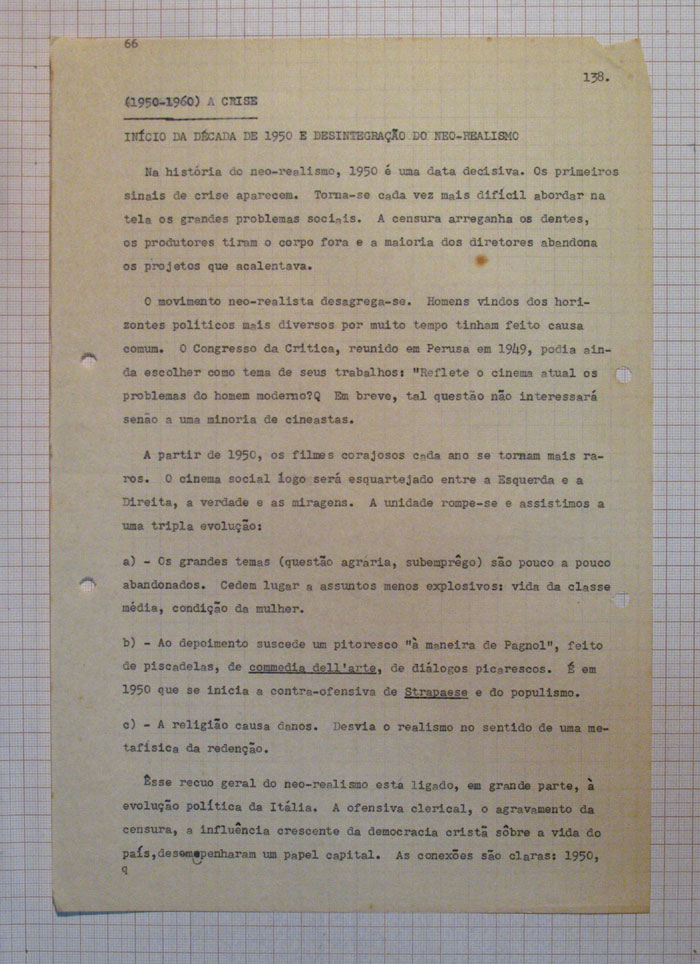 66
138.
(1950-1960) A CRISE
INÍCIO DA DÉCADA DE 1950 E DESINTEGRAÇÃO DO NEO-REALISMO
Na história do neo-realismo, 1950 é uma data decisiva. Os primeiros
sinais de crise aparecem. Torna-se cada vez mais difícil abordar na
tela os grandes problemas sociais. A censura arreganha os dentes,
os produtores tiram o corpo fora e a maioria dos diretores abandona
os projetos que acalentava.
O movimento neo-realista desagrega-se. Homens vindos dos hori-
zontes políticos mais diversos por muito tempo tinham feito causa
comum. O Congresso da Crítica, reunido em Perusa em 1949, podia ain-
da escolher como tema de seus trabalhos: "Reflete o cinema atual os
problemas do homem moderno?Q Em breve, tal questão não interessará
senão a uma minoria de cineastas.
A partir de 1950, os filmes corajosos cada ano se tornam mais ra-
ros. O cinema social logo será esquartejado entre a Esquerda e a
Direita, a verdade e as miragens. A unidade rompe-se e assistimos a
uma tripla evolução:
a) - Os grandes temas (questão agrária, subemprêgo) são pouco a pouco
abandonados. Cedem lugar a assuntos menos explosivos: vida da classe
média, condição da mulher.
b) - Ao depoimento suscede um pitoresco "à maneira de Pagnol", feito
de piscadelas, de commedia dell'arte, de diálogos picarescos. É em
1950 que se inicia a contra-ofensiva de Strapaese e do populismo.
c) - A religião causa danos. Desvia o realismo no sentido de uma me-
tafísica da redenção.
Êsse recuo geral do neo-realismo está ligado, em grande parte, à
evolução política da Itália. A ofensiva clerical, o agravamento da
censura, a influência crescente da democracia cristã sôbre a vida do
país,desemepenharam um papel capital. As conexões são claras: 1950,
q